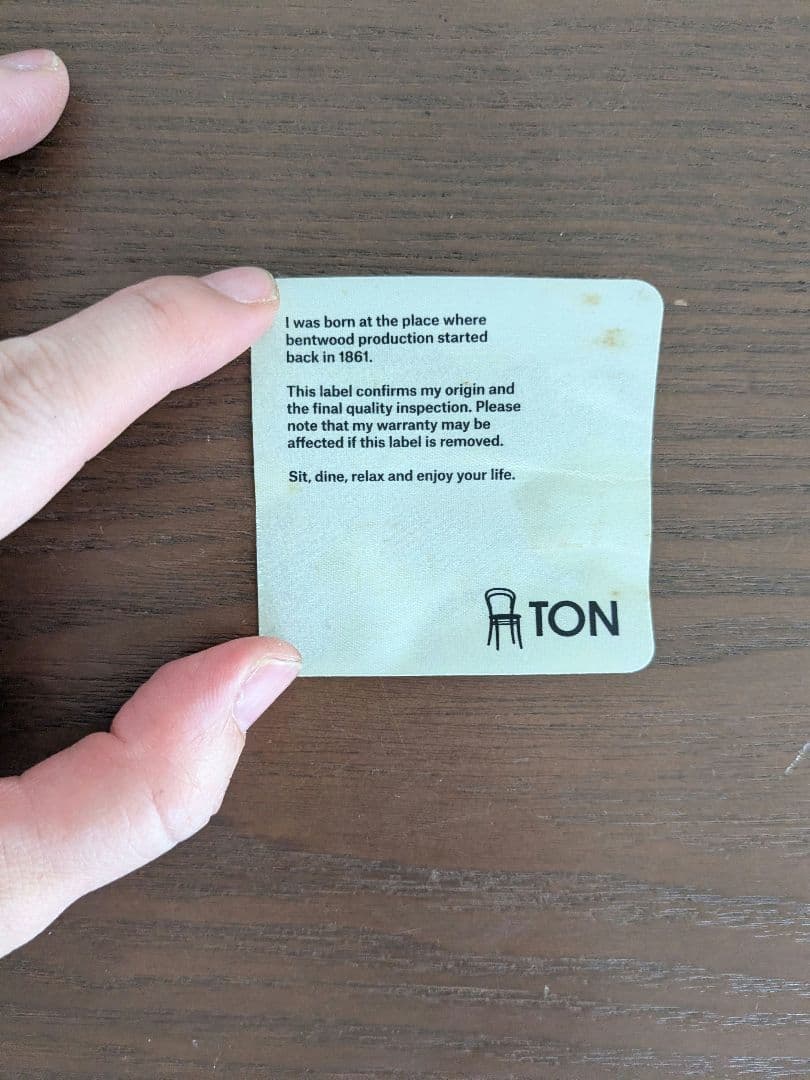 I was born at the place where
bentwood production started
back in 1861.
This label confirms my origin and
the final quality inspection. Please
note that my warranty may be
affected if this label is removed.
Sit, dine, relax and enjoy your life.
TON